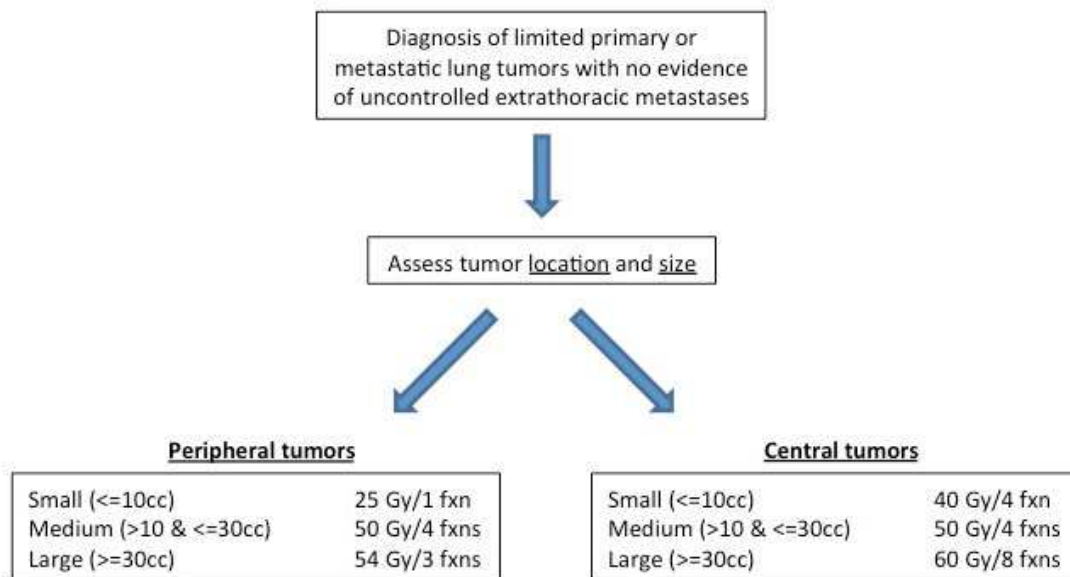 Diagnosis of limited primary or
metastatic lung tumors with no evidence
of uncontrolled extrathoracic metastases
Assess tumor location and size
Peripheral tumors
Small (<=10cc) 25 Gy/1 fxn
Medium (>10 & <=30cc) 50 Gy/4 fxns
Large (>=30cc) 54 Gy/3 fxns
Central tumors
Small (<=10cc) 40 Gy/4 fxn
Medium (>10 & <=30cc) 50 Gy/4 fxns
Large (>=30cc) 60 Gy/8 fxns